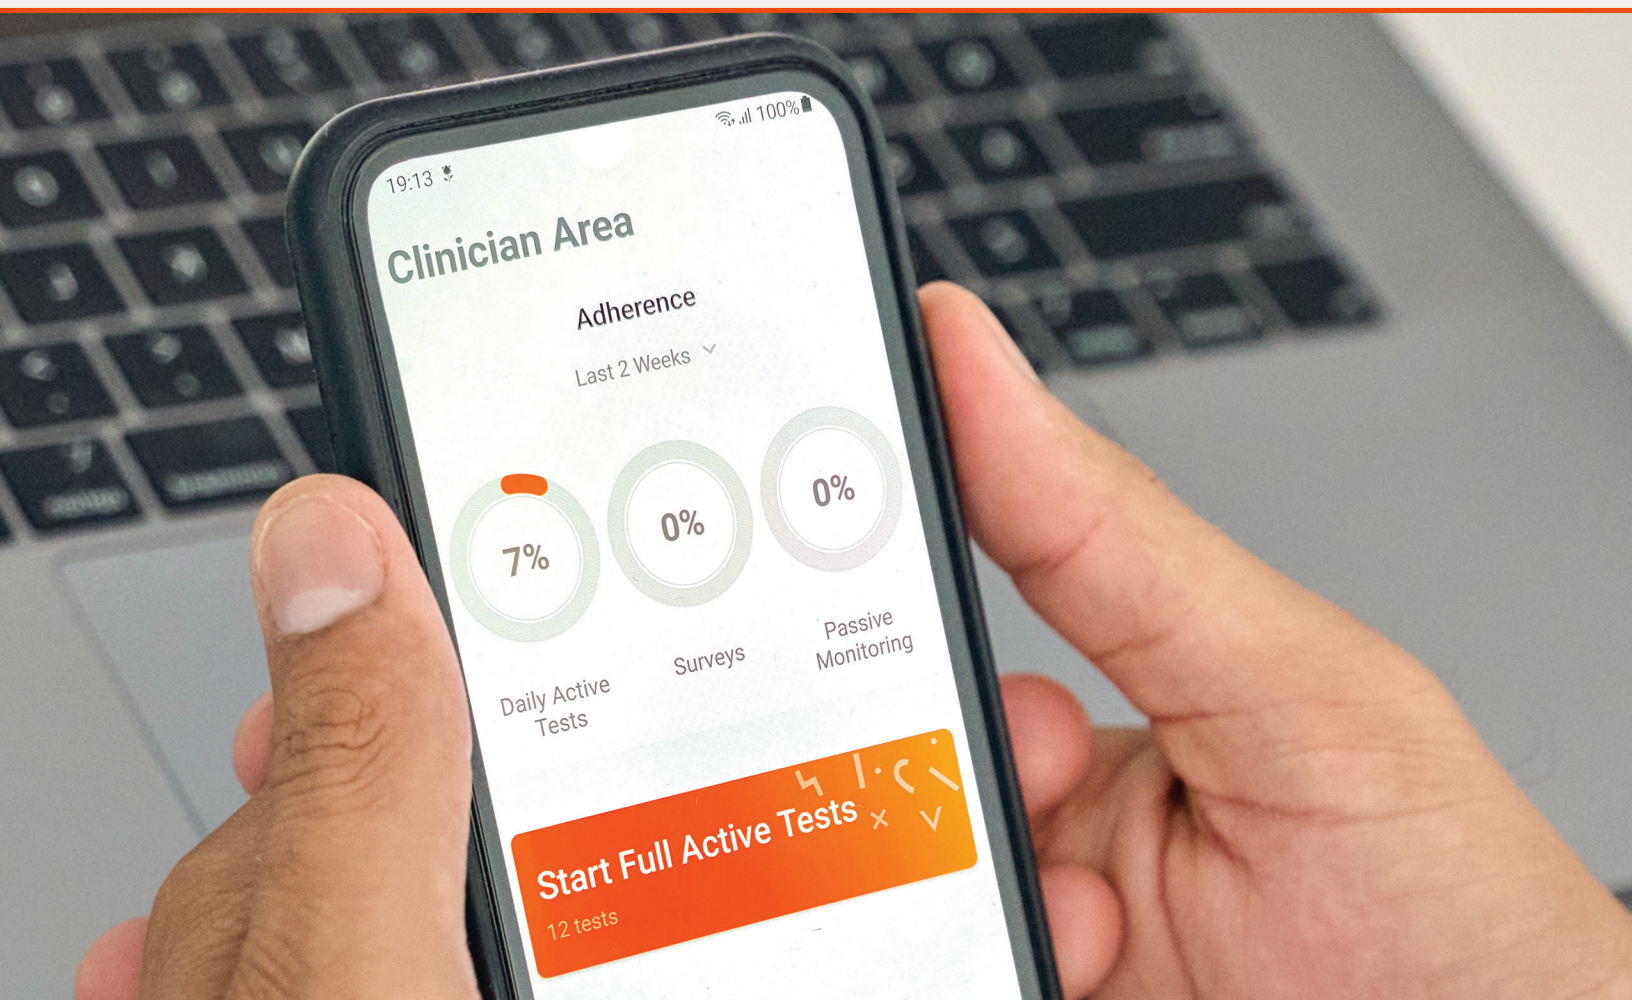 19:13
100%
Clinician Area
Adherence
Last 2 Weeks
7%
0%
0%
Daily Active
Tests
Surveys
Passive
Monitoring
Start Full Active Tests
12 tests